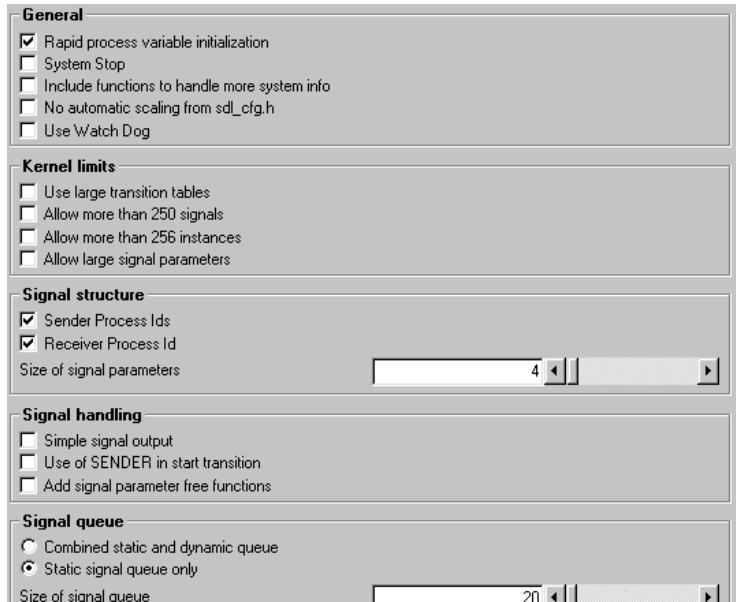 General
Rapid process variable initialization
System Stop
Include functions to handle more system info
No automatic scaling from sdl_cfg.h
Use Watch Dog
Kernel limits
Use large transition tables
Allow more than 250 signals
Allow more than 256 instances
Allow large signal parameters
Signal structure
Sender Process Ids
Receiver Process Id
Size of signal parameters 4
Signal handling
Simple signal output
Use of SENDER in start transition
Add signal parameter free functions
Signal queue
Combined static and dynamic queue
Static signal queue only
Size of signal queue 20